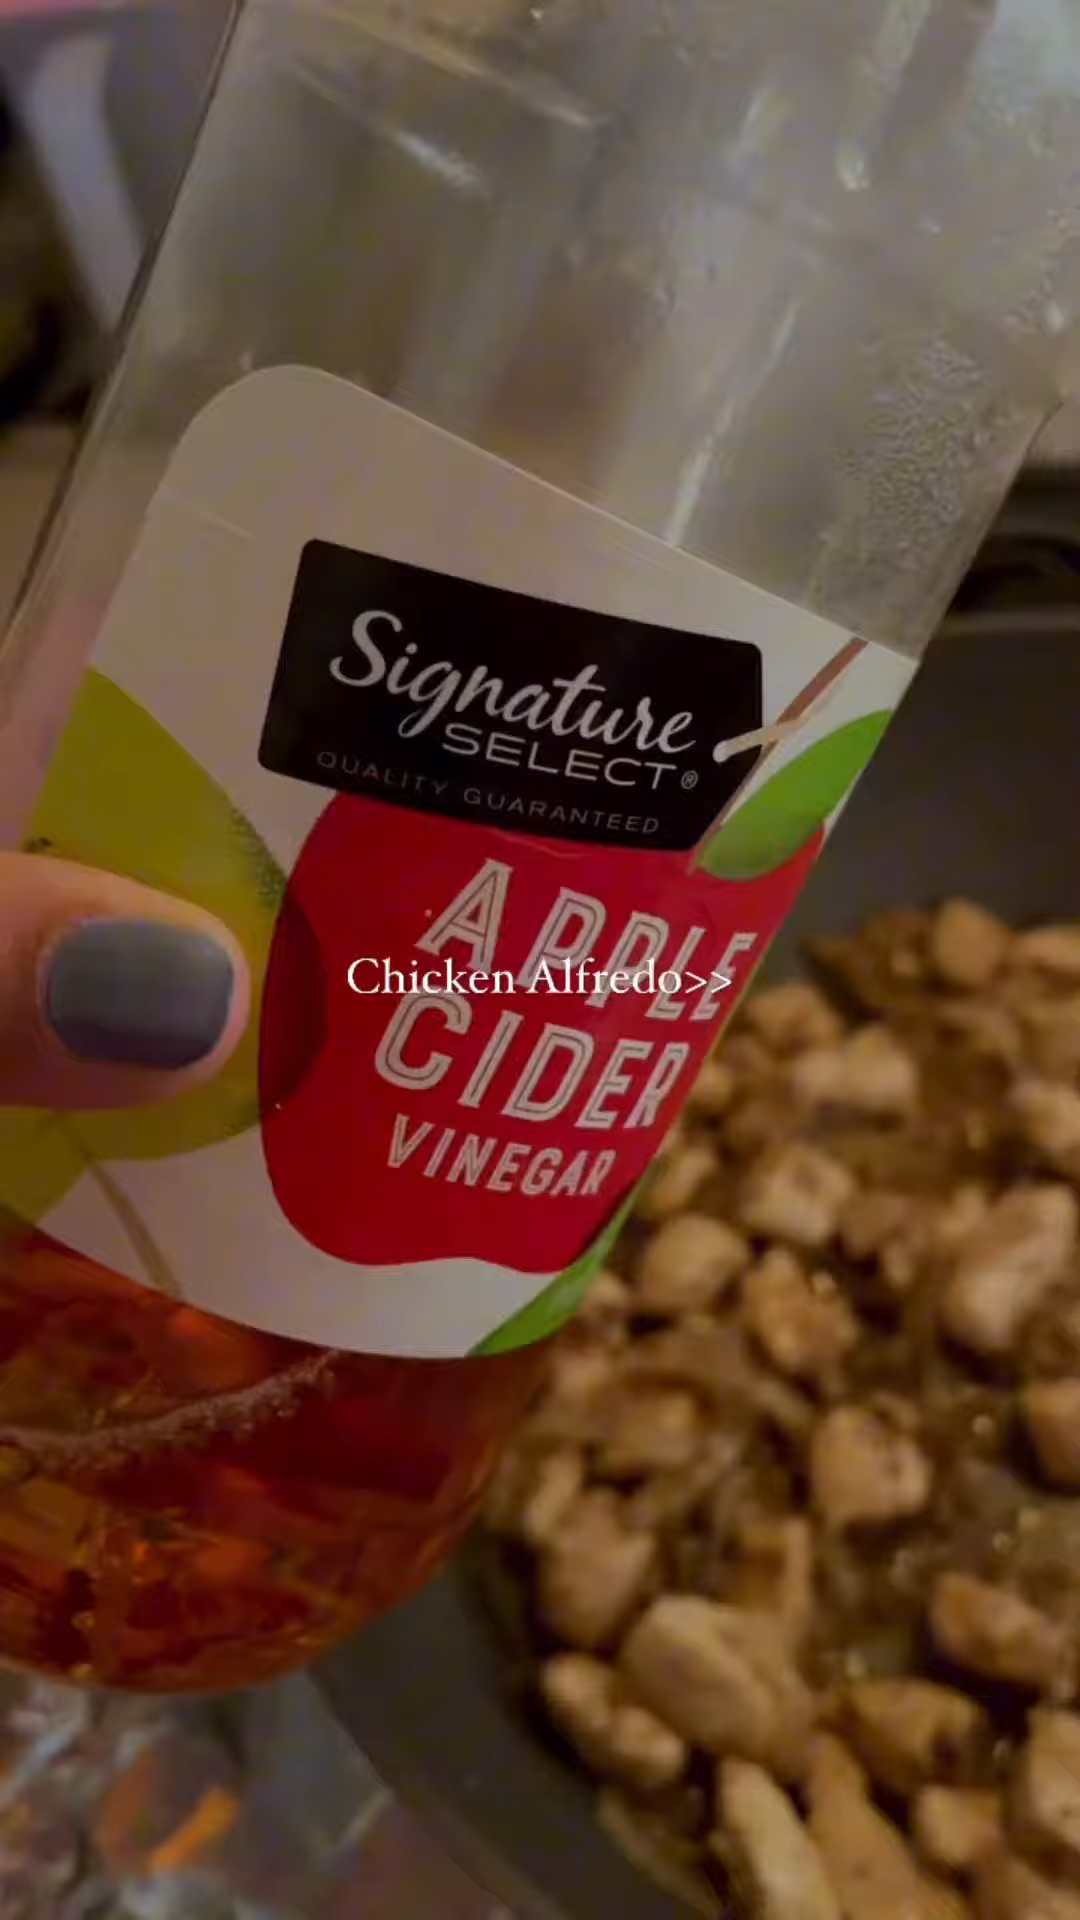 Signature
SELECT®
QUALITY GUARANTEED
APPLE
Chicken Alfredo>>
CIDER
VINEGAR